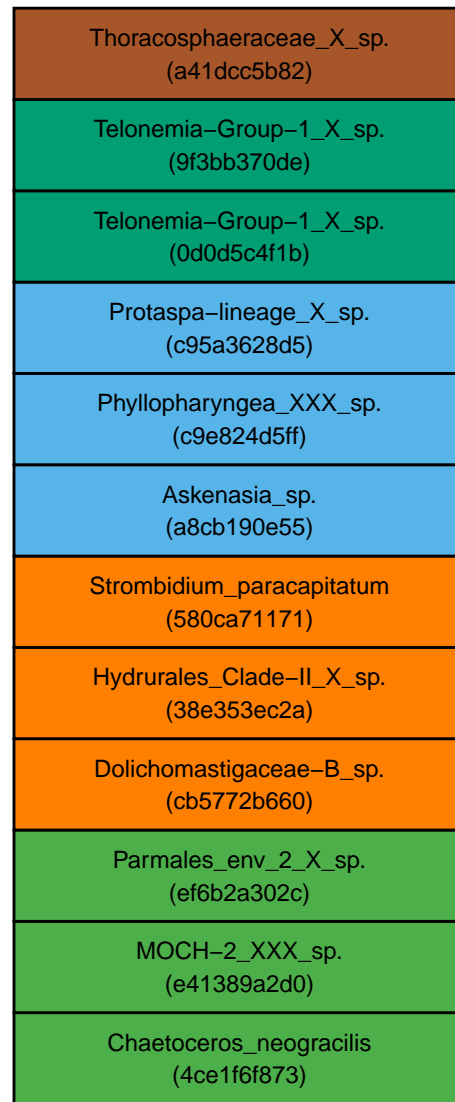 Thoracosphaeraceae_X_sp.
(a41dcc5b82)
Telonemia−Group−1_X_sp.
(9f3bb370de)
Telonemia−Group−1_X_sp.
(0d0d5c4f1b)
Protaspa−lineage_X_sp.
(c95a3628d5)
Phyllopharyngea_XXX_sp.
(c9e824d5ff)
Askenasia_sp.
(a8cb190e55)
Strombidium_paracapitatum
(580ca71171)
Hydrurales_Clade−II_X_sp.
(38e353ec2a)
Dolichomastigaceae−B_sp.
(cb5772b660)
Parmales_env_2_X_sp.
(ef6b2a302c)
MOCH−2_XXX_sp.
(e41389a2d0)
Chaetoceros_neogracilis
(4ce1f6f873)